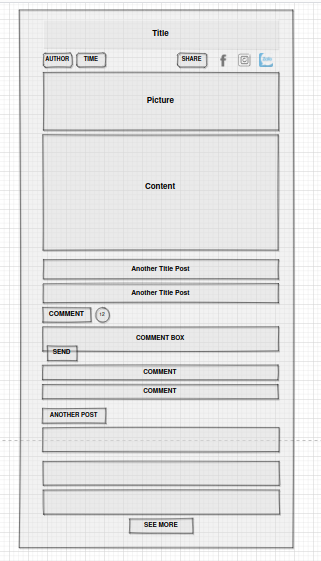 Title
AUTHOR TIME SHARE
Picture
Content
Another Title Post
Another Title Post
COMMENT 12
COMMENT BOX
SEND
COMMENT
COMMENT
ANOTHER POST
SEE MORE